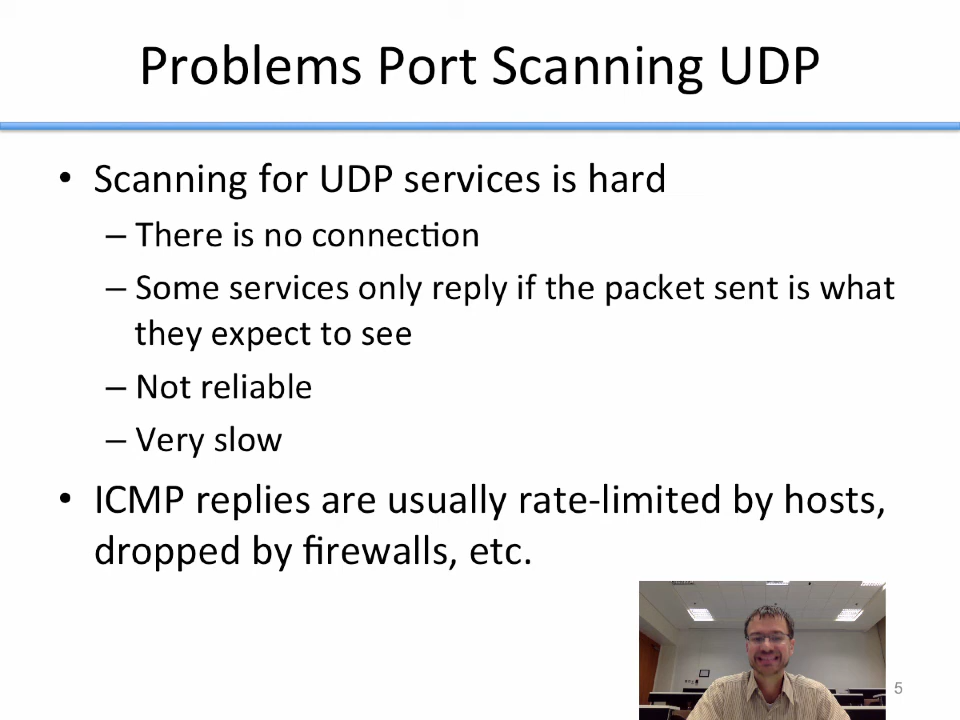 Problems Port Scanning UDP
• Scanning for UDP services is hard
– There is no connection
– Some services only reply if the packet sent is what
they expect to see
– Not reliable
– Very slow
• ICMP replies are usually rate-limited by hosts,
dropped by firewalls, etc.
5